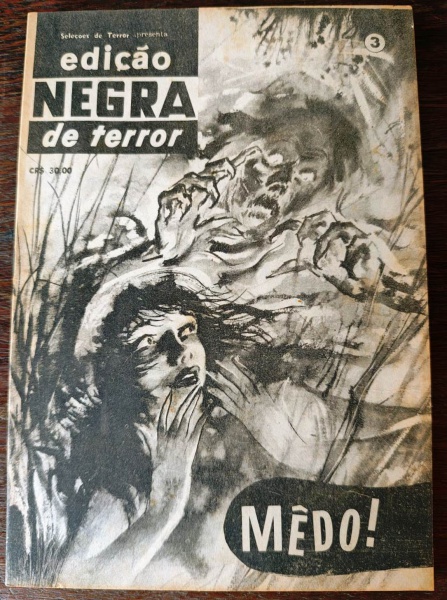 Seleções de Terror apresenta
edição
NEGRA
de terror
3
CR$ 30,00
MÊDO!